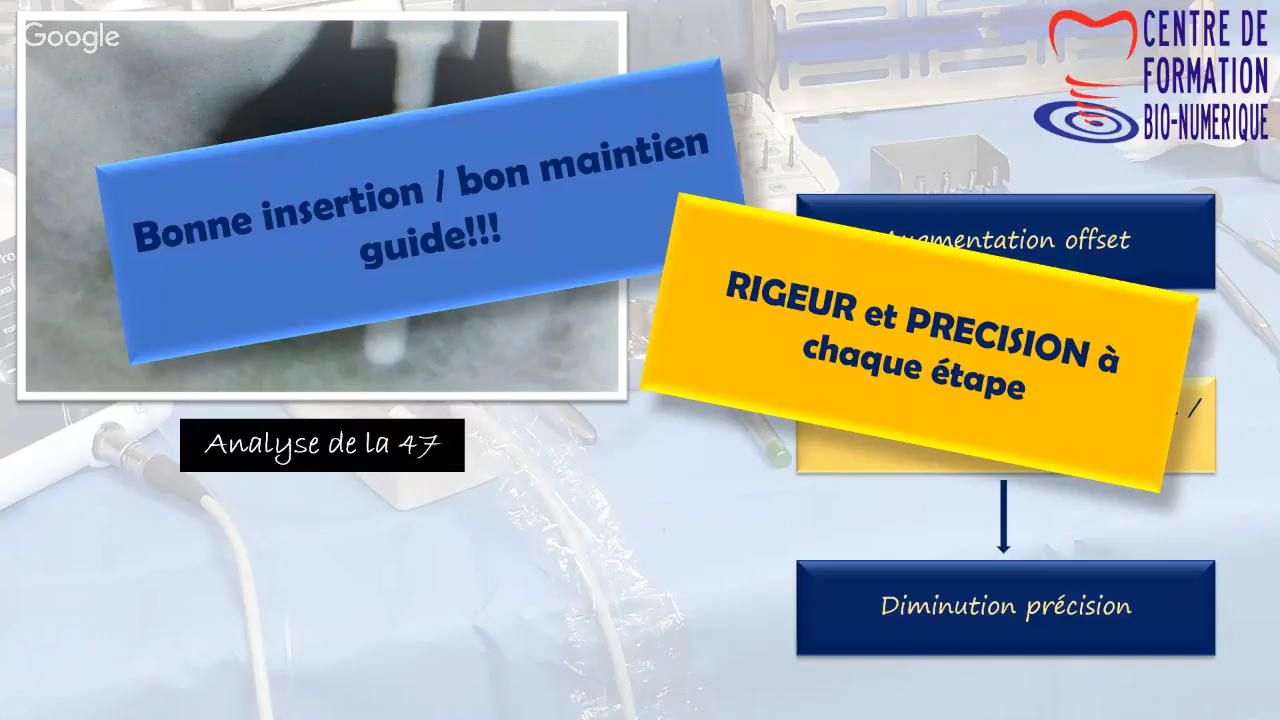 Google
CENTRE DE
FORMATION
BIO-NUMERIQUE
Bonne insertion / bon maintien
guide!!!
Augmentation offset
RIGEUR et PRECISION à
chaque étape
/
Analyse de la 47
Diminution précision